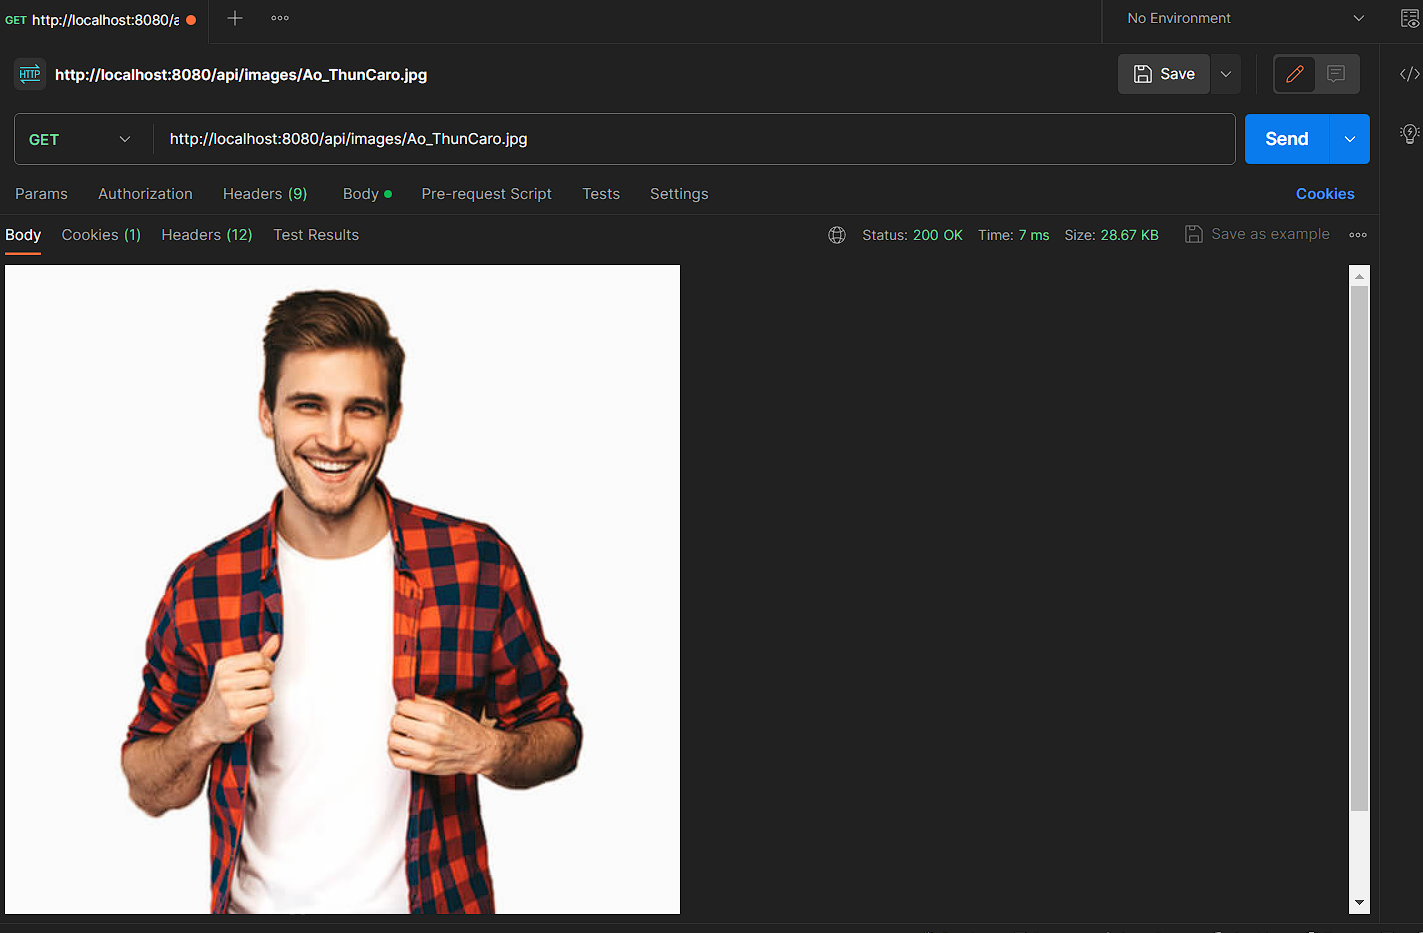 GET http://localhost:8080/a
No Environment
HTTP http://localhost:8080/api/images/Ao_ThunCaro.jpg
Save
GET http://localhost:8080/api/images/Ao_ThunCaro.jpg
Send
Params Authorization Headers (9) Body Pre-request Script Tests Settings Cookies
Body Cookies (1) Headers (12) Test Results Status: 200 OK Time: 7 ms Size: 28.67 KB Save as example